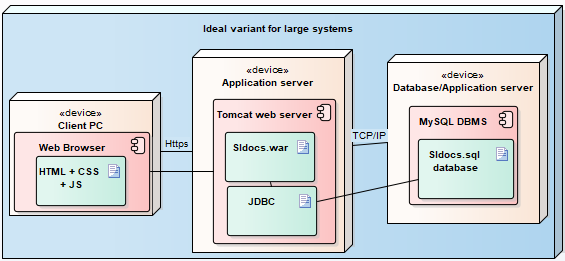 Ideal variant for large systems
«device»
Client PC
Web Browser
HTML + CSS
+ JS
Https
«device»
Application server
Tomcat web server
Sldocs.war
JDBC
TCP/IP
«device»
Database/Application server
MySQL DBMS
Sldocs.sql
database